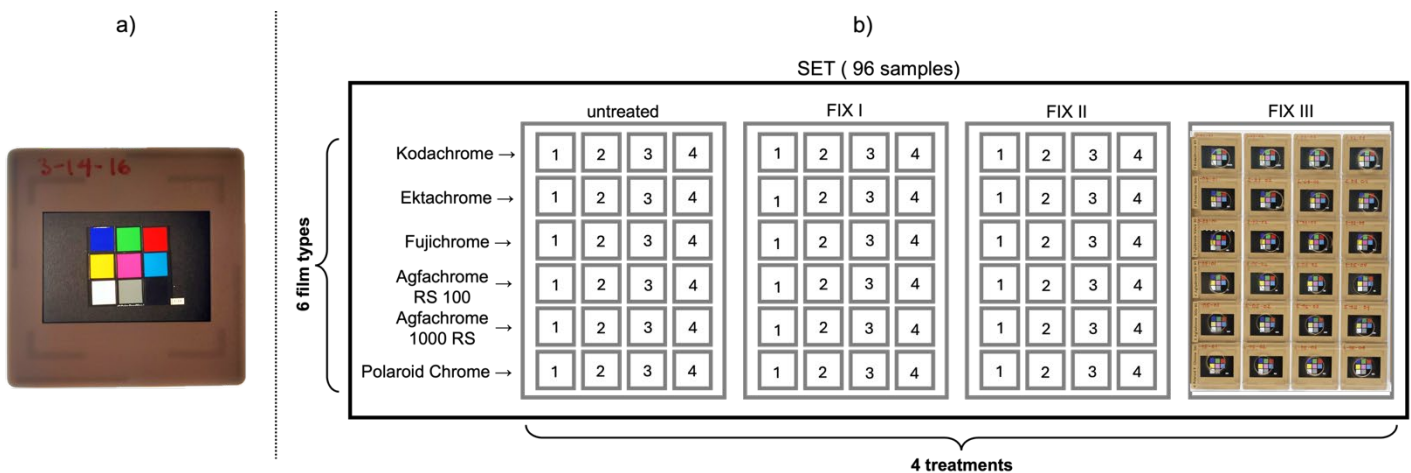 a)
b)
3-14-16
SET ( 96 samples)
untreated
FIX I
FIX II
FIX III
6 film types
Kodachrome →
1 2 3 4
1 2 3 4
1 2 3 4
Ektachrome →
1 2 3 4
1 2 3 4
1 2 3 4
Fujichrome →
1 2 3 4
1 2 3 4
1 2 3 4
Agfachrome →
RS 100
1 2 3 4
1 2 3 4
1 2 3 4
Agfachrome →
1000 RS
1 2 3 4
1 2 3 4
1 2 3 4
Polaroid Chrome →
1 2 3 4
1 2 3 4
1 2 3 4
4 treatments